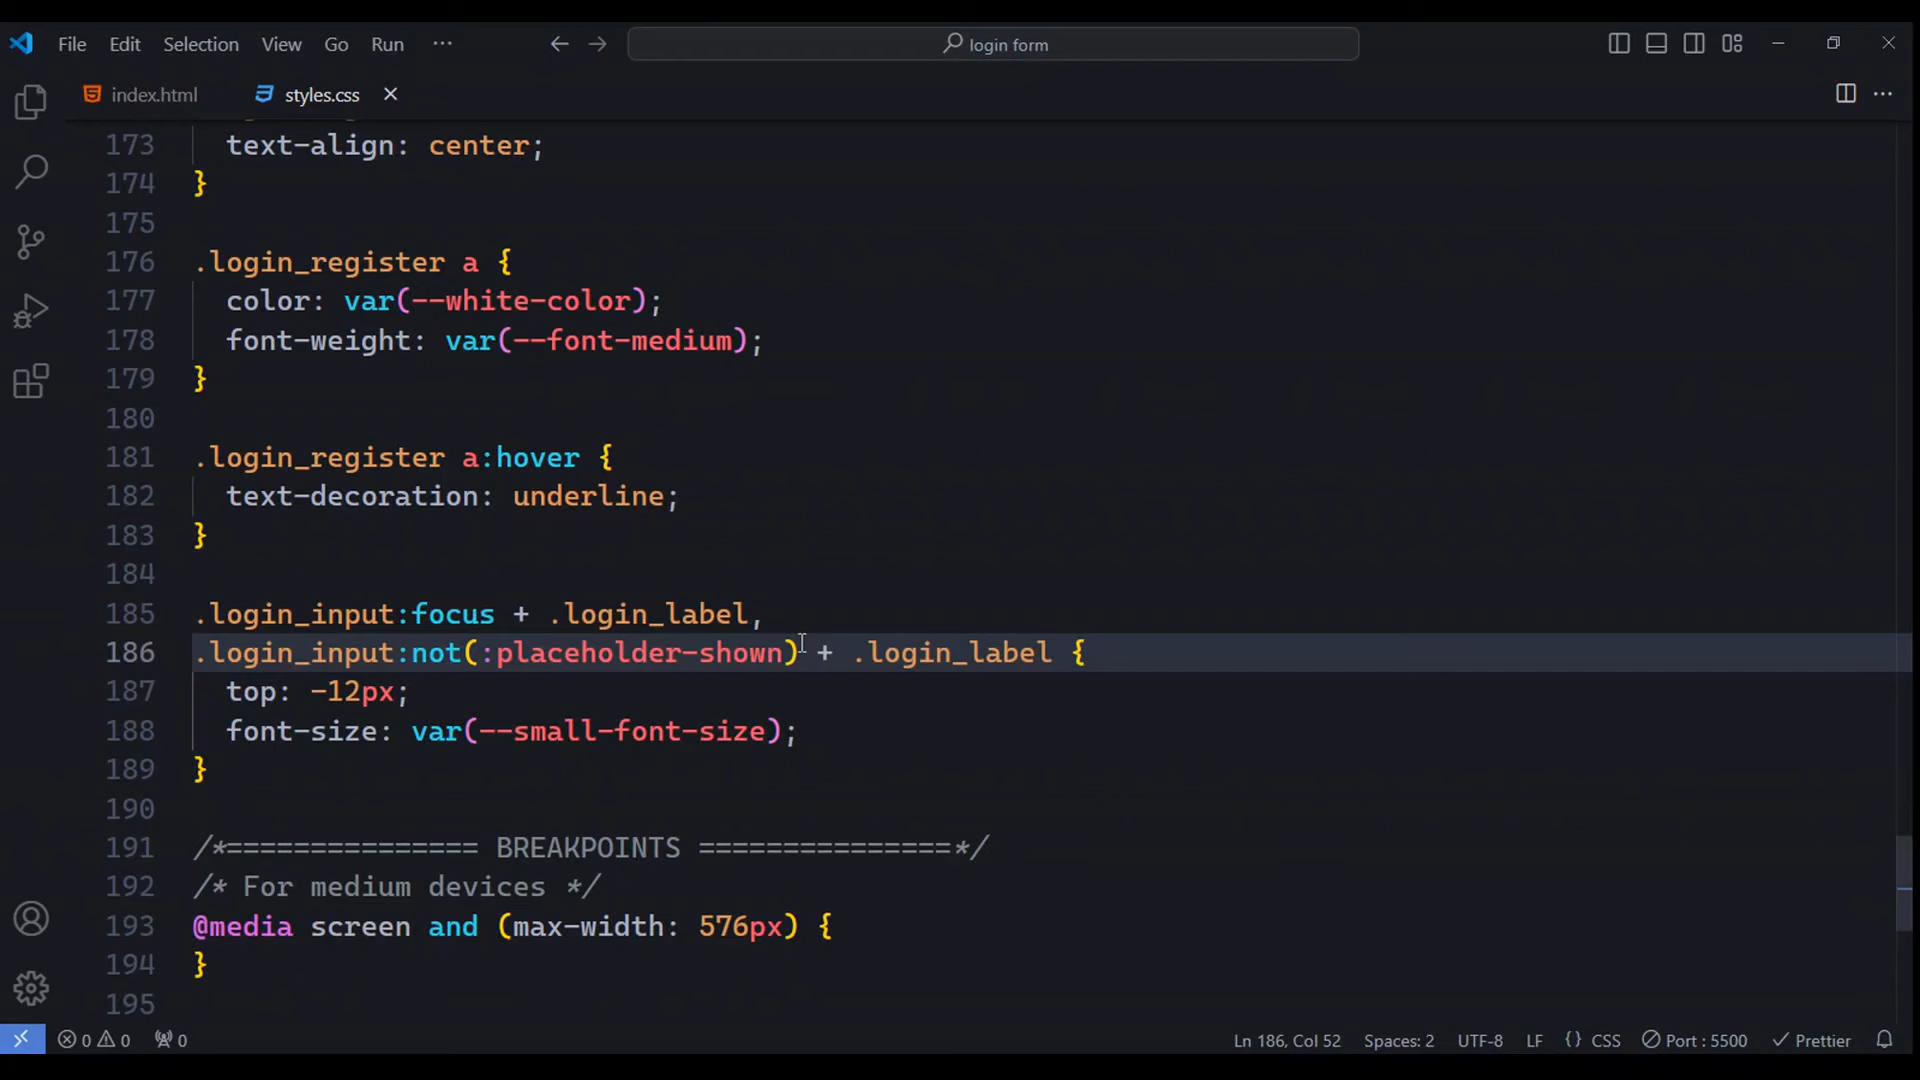 File Edit Selection View Go Run ··· ← → login form
index.html styles.css ×
173 text-align: center;
174 }
175
176 .login_register a {
177 color: var(--white-color);
178 font-weight: var(--font-medium);
179 }
180
181 .login_register a:hover {
182 text-decoration: underline;
183 }
184
185 .login_input:focus + .login_label,
186 .login_input:not(:placeholder-shown) + .login_label {
187 top: -12px;
188 font-size: var(--small-font-size);
189 }
190
191 /*=============== BREAKPOINTS ===============*/
192 /* For medium devices */
193 @media screen and (max-width: 576px) {
194 }
195
0 0 0 Ln 186, Col 52 Spaces: 2 UTF-8 LF {} CSS Port : 5500 Prettier